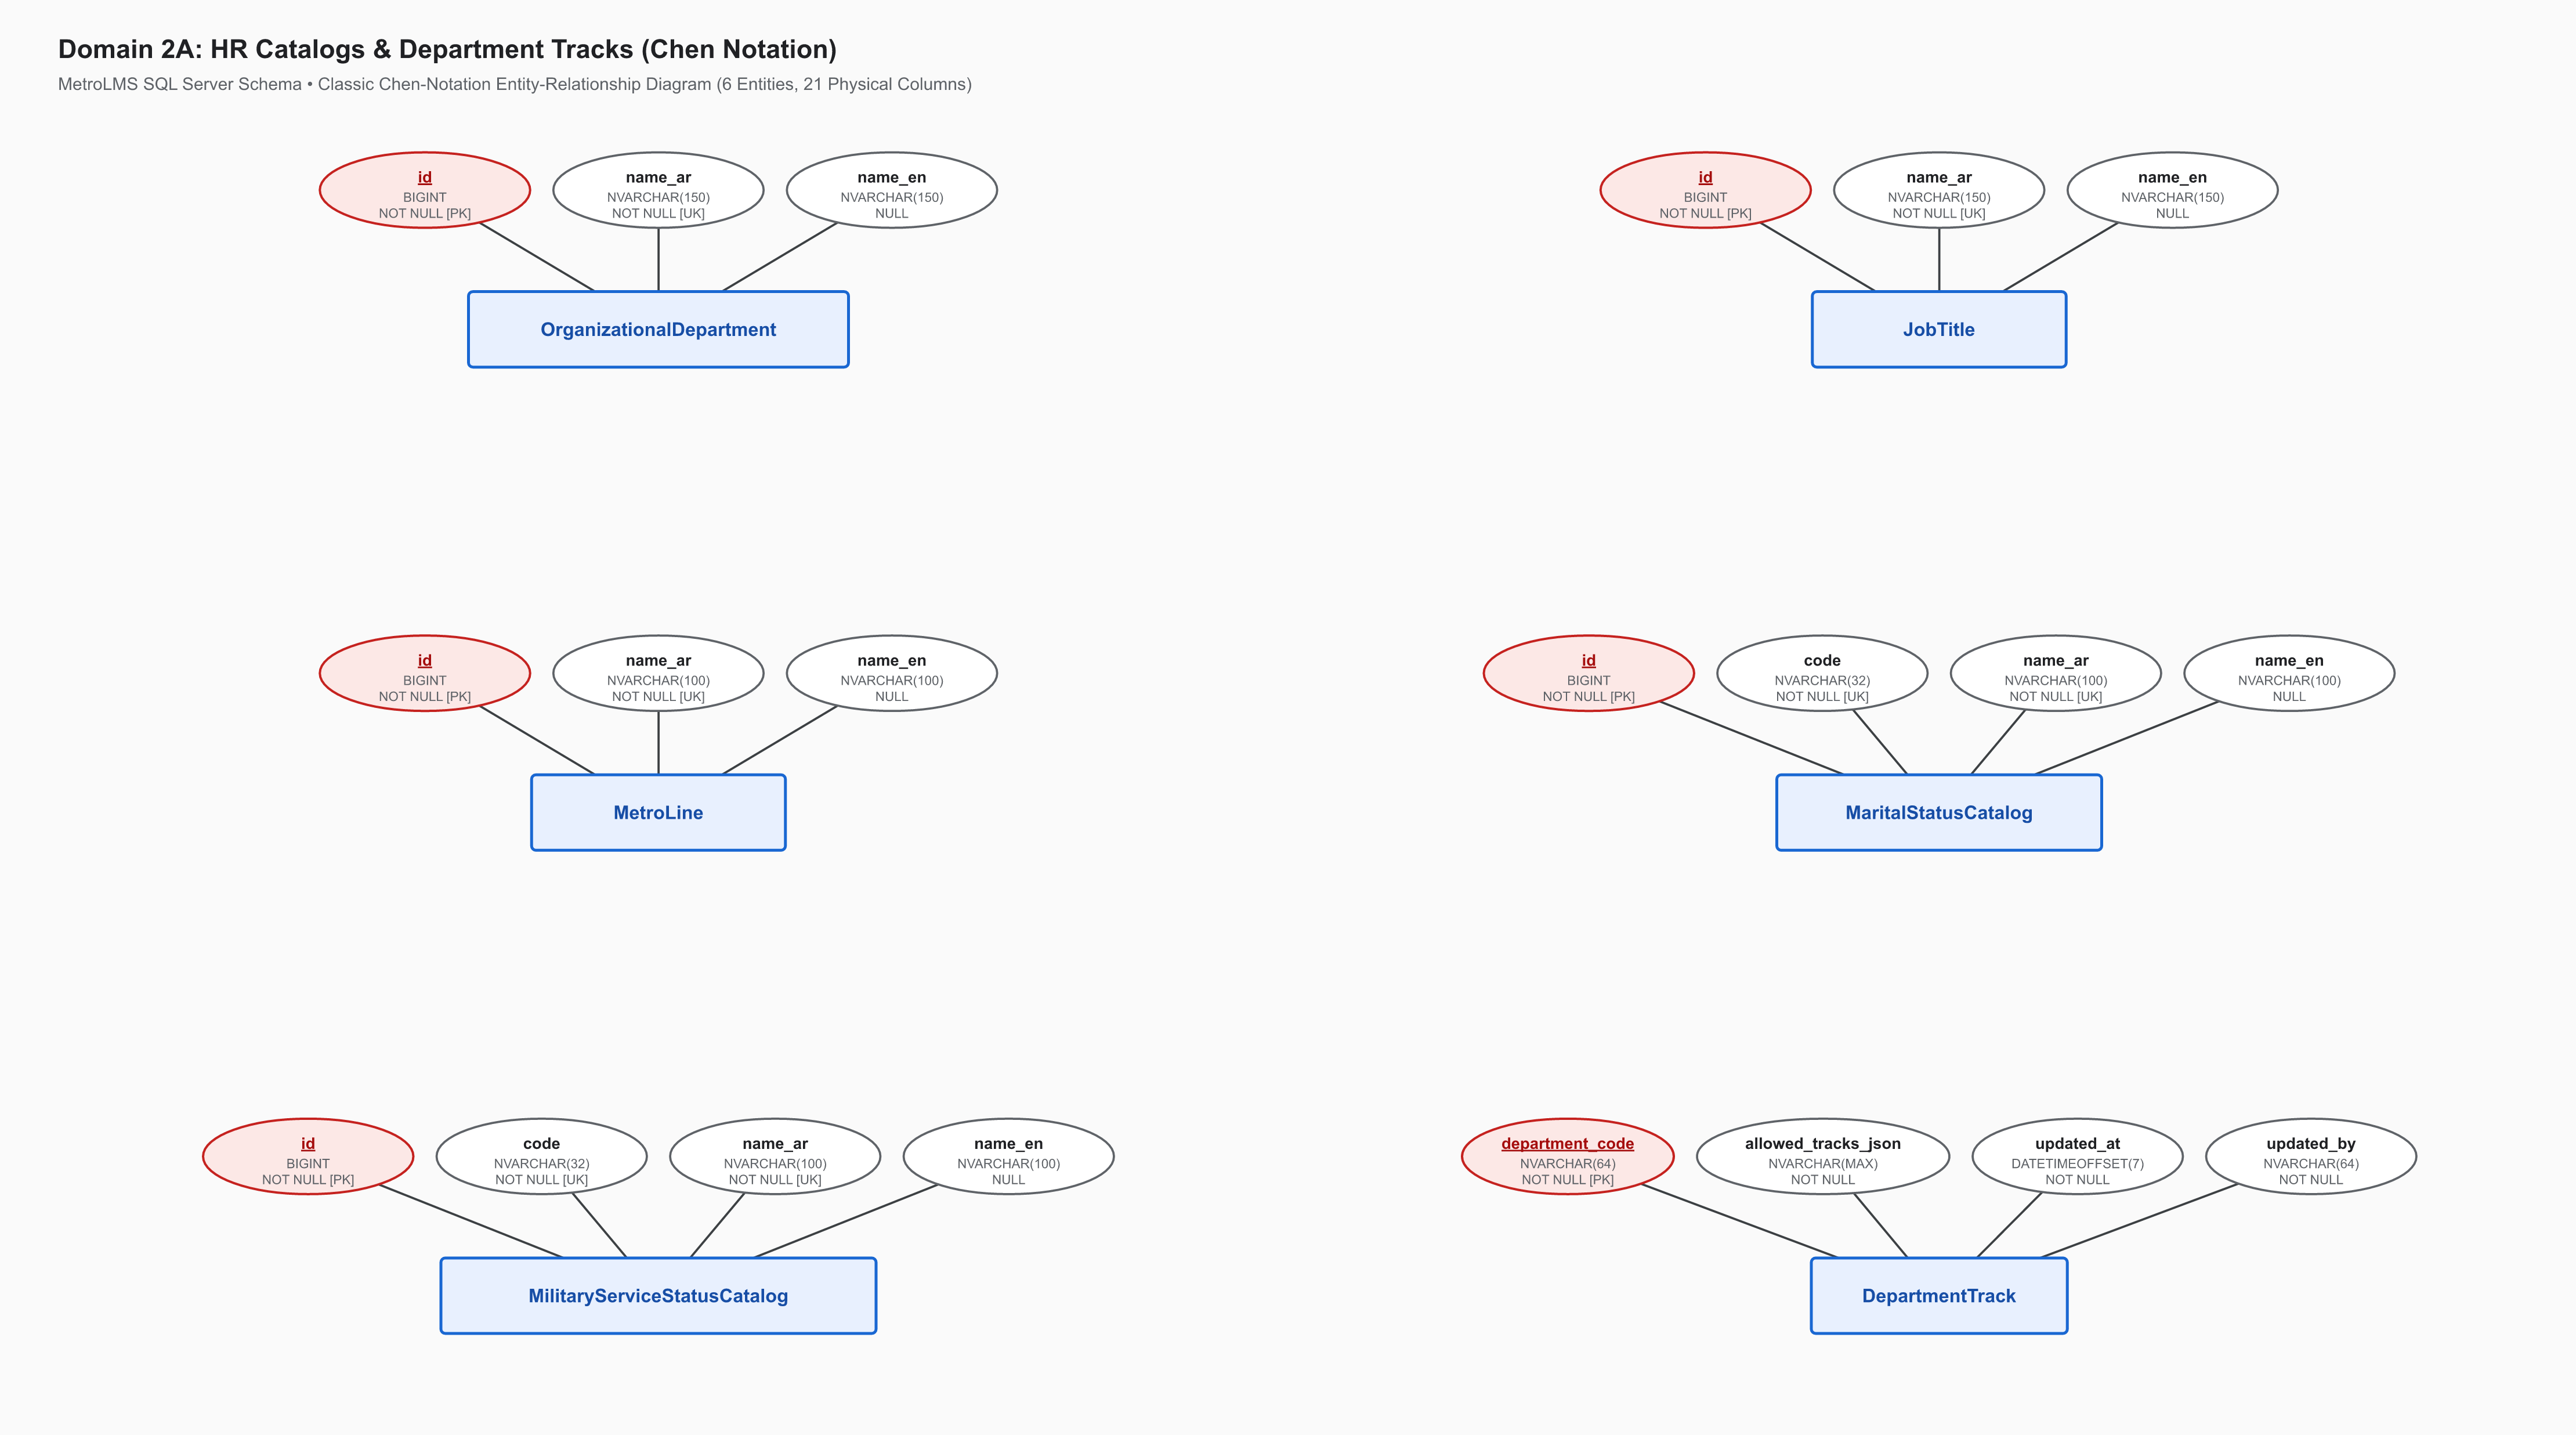 Domain 2A: HR Catalogs & Department Tracks (Chen Notation)
MetroLMS SQL Server Schema • Classic Chen-Notation Entity-Relationship Diagram (6 Entities, 21 Physical Columns)
id
BIGINT
NOT NULL [PK]
name_ar
NVARCHAR(150)
NOT NULL [UK]
name_en
NVARCHAR(150)
NULL
OrganizationalDepartment
id
BIGINT
NOT NULL [PK]
name_ar
NVARCHAR(150)
NOT NULL [UK]
name_en
NVARCHAR(150)
NULL
JobTitle
id
BIGINT
NOT NULL [PK]
name_ar
NVARCHAR(100)
NOT NULL [UK]
name_en
NVARCHAR(100)
NULL
MetroLine
id
BIGINT
NOT NULL [PK]
code
NVARCHAR(32)
NOT NULL [UK]
name_ar
NVARCHAR(100)
NOT NULL [UK]
name_en
NVARCHAR(100)
NULL
MaritalStatusCatalog
id
BIGINT
NOT NULL [PK]
code
NVARCHAR(32)
NOT NULL [UK]
name_ar
NVARCHAR(100)
NOT NULL [UK]
name_en
NVARCHAR(100)
NULL
MilitaryServiceStatusCatalog
department_code
NVARCHAR(64)
NOT NULL [PK]
allowed_tracks_json
NVARCHAR(MAX)
NOT NULL
updated_at
DATETIMEOFFSET(7)
NOT NULL
updated_by
NVARCHAR(64)
NOT NULL
DepartmentTrack